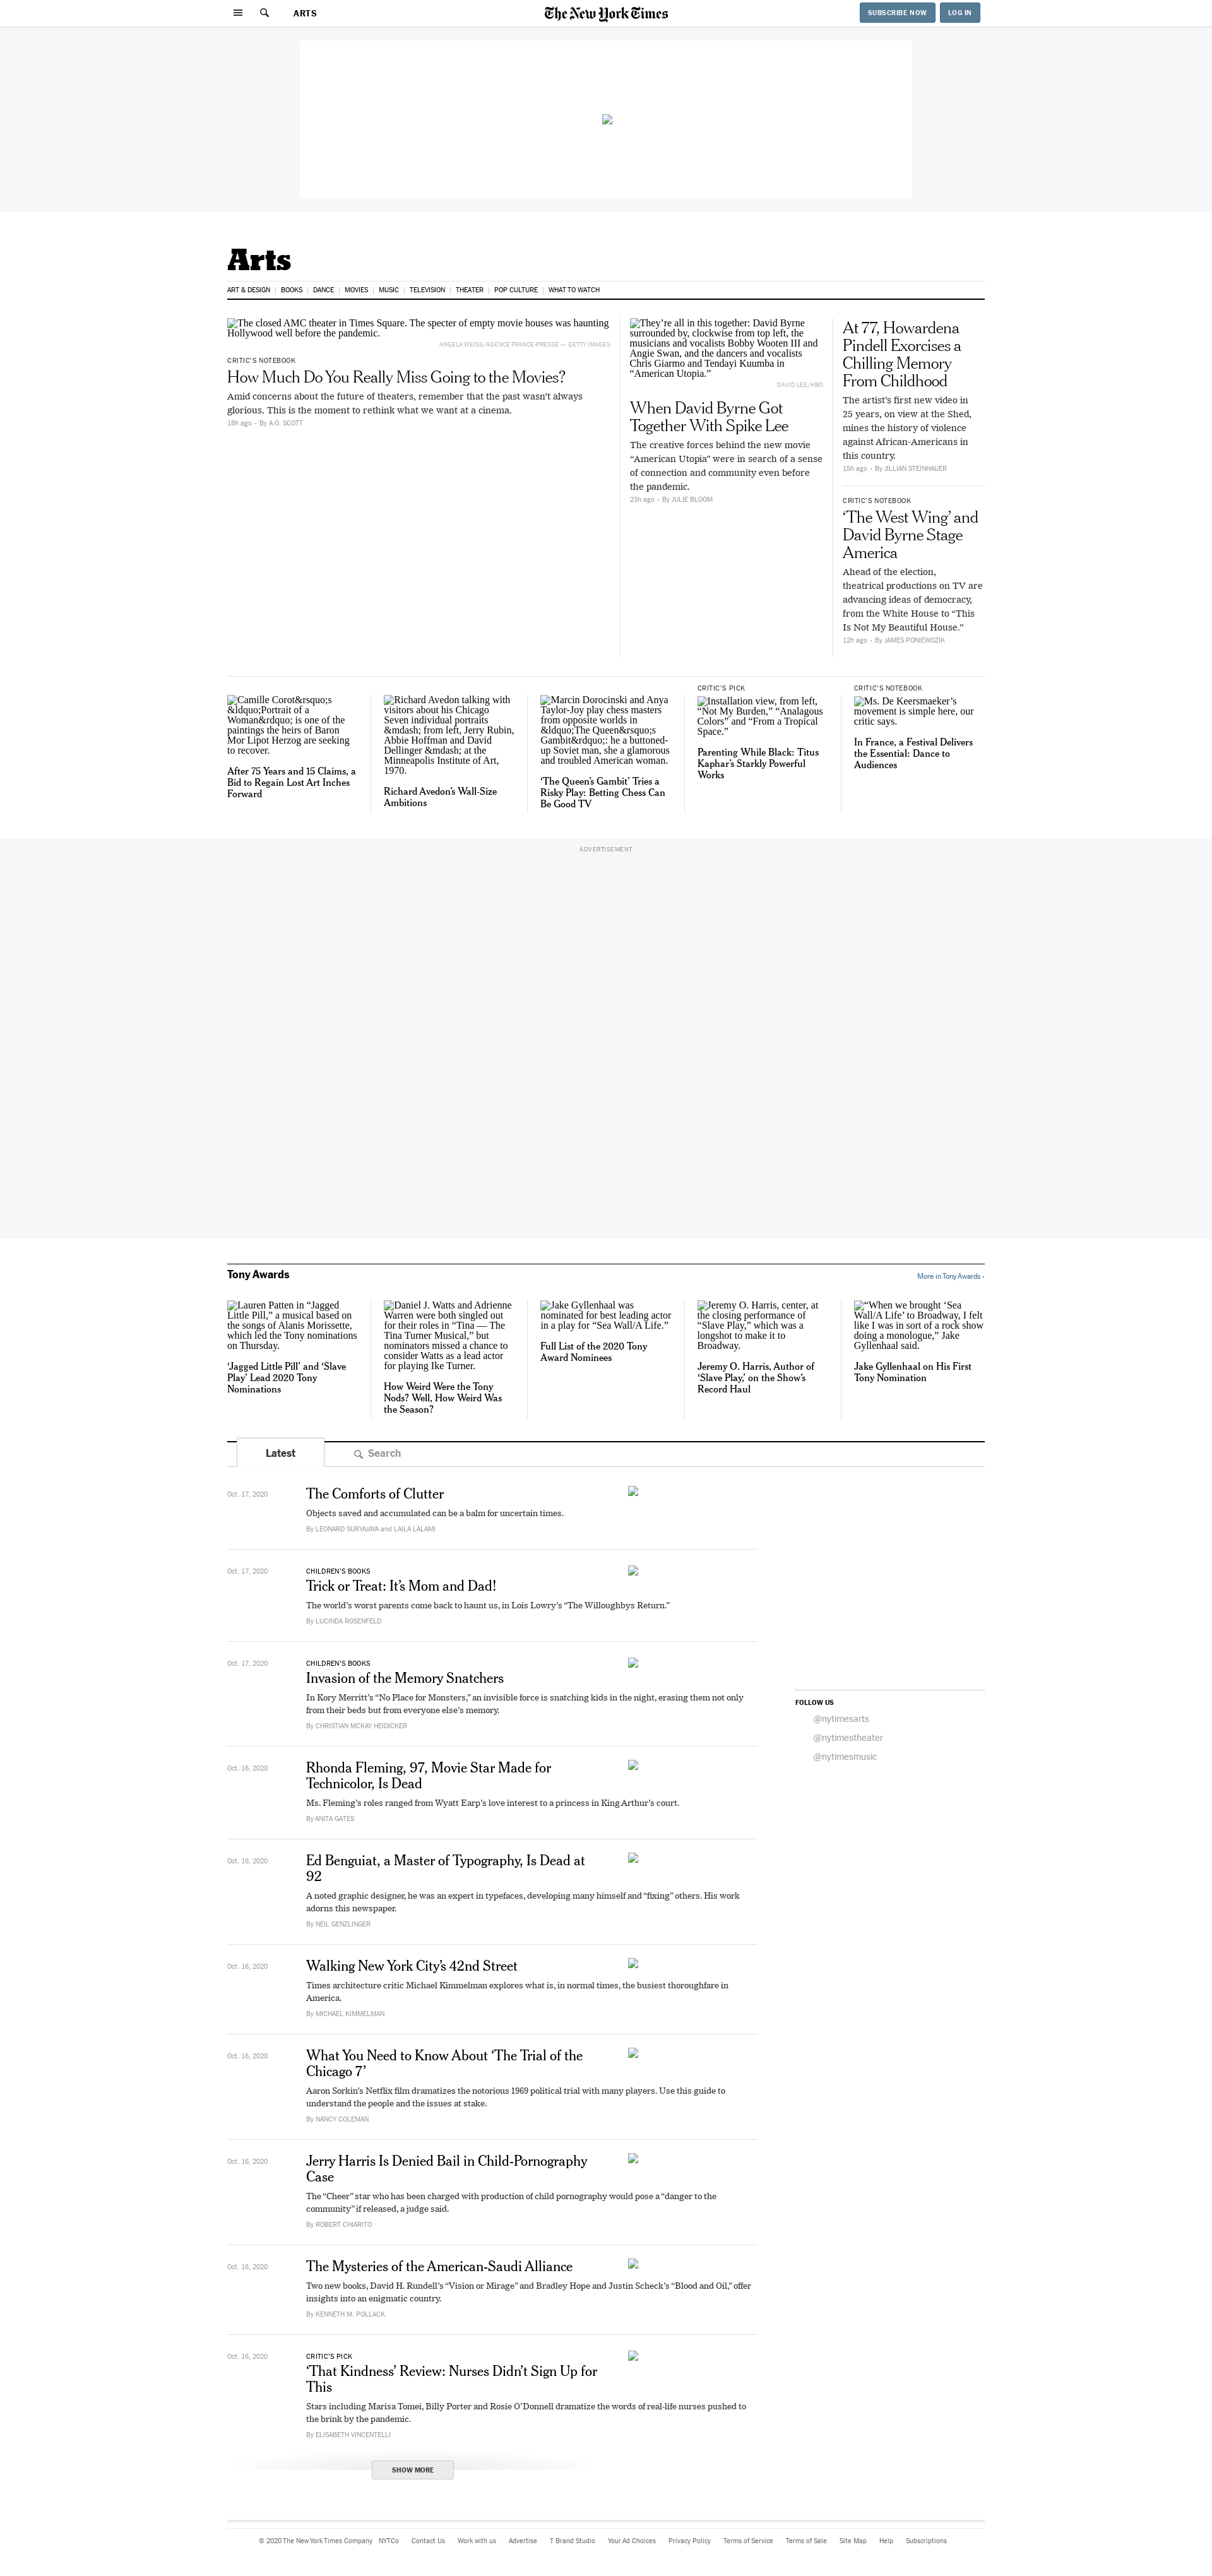 ARTS
The New York Times
SUBSCRIBE NOW
LOG IN
Arts
ART & DESIGN
BOOKS
DANCE
MOVIES
MUSIC
TELEVISION
THEATER
POP CULTURE
WHAT TO WATCH
The closed AMC theater in Times Square. The specter of empty movie houses was haunting
Hollywood well before the pandemic.
ANGELA WEISS/AGENCE FRANCE-PRESSE — GETTY IMAGES
CRITIC'S NOTEBOOK
How Much Do You Really Miss Going to the Movies?
Amid concerns about the future of theaters, remember that the past wasn't always
glorious. This is the moment to rethink what we want at a cinema.
18h ago • By A.O. SCOTT
They're all in this together: David Byrne
surrounded by, clockwise from top left, the
musicians and vocalists Bobby Wooten III and
Angie Swan, and the dancers and vocalists
Chris Giarmo and Tendayi Kuumba in
“American Utopia.”
DAVID LEE/HBO
When David Byrne Got
Together With Spike Lee
The creative forces behind the new movie
“American Utopia” were in search of a sense
of connection and community even before
the pandemic.
23h ago • By JULIE BLOOM
At 77, Howardena
Pindell Exorcises a
Chilling Memory
From Childhood
The artist's first new video in
25 years, on view at the Shed,
mines the history of violence
against African-Americans in
this country.
15h ago • By JILLIAN STEINHAUER
CRITIC'S NOTEBOOK
‘The West Wing’ and
David Byrne Stage
America
Ahead of the election,
theatrical productions on TV are
advancing ideas of democracy,
from the White House to “This
Is Not My Beautiful House.”
12h ago • By JAMES PONIEWOZIK
Camille Corot&rsquo;s
&ldquo;Portrait of a
Woman&rdquo; is one of the
paintings the heirs of Baron
Mor Lipot Herzog are seeking
to recover.
After 75 Years and 15 Claims, a
Bid to Regain Lost Art Inches
Forward
Richard Avedon talking with
visitors about his Chicago
Seven individual portraits
&mdash; from left, Jerry Rubin,
Abbie Hoffman and David
Dellinger &mdash; at the
Minneapolis Institute of Art,
1970.
Richard Avedon's Wall-Size
Ambitions
Marcin Dorocinski and Anya
Taylor-Joy play chess masters
from opposite worlds in
&ldquo;The Queen&rsquo;s
Gambit&rdquo;: he a buttoned-
up Soviet man, she a glamorous
and troubled American woman.
‘The Queen's Gambit’ Tries a
Risky Play: Betting Chess Can
Be Good TV
CRITIC'S PICK
Installation view, from left,
“Not My Burden,” “Analagous
Colors” and “From a Tropical
Space.”
Parenting While Black: Titus
Kaphar's Starkly Powerful
Works
CRITIC'S NOTEBOOK
Ms. De Keersmaeker's
movement is simple here, our
critic says.
In France, a Festival Delivers
the Essential: Dance to
Audiences
ADVERTISEMENT
Tony Awards
More in Tony Awards ›
Lauren Patten in “Jagged
Little Pill,” a musical based on
the songs of Alanis Morissette,
which led the Tony nominations
on Thursday.
‘Jagged Little Pill’ and ‘Slave
Play’ Lead 2020 Tony
Nominations
Daniel J. Watts and Adrienne
Warren were both singled out
for their roles in “Tina — The
Tina Turner Musical,” but
nominators missed a chance to
consider Watts as a lead actor
for playing Ike Turner.
How Weird Were the Tony
Nods? Well, How Weird Was
the Season?
Jake Gyllenhaal was
nominated for best leading actor
in a play for “Sea Wall/A Life.”
Full List of the 2020 Tony
Award Nominees
Jeremy O. Harris, center, at
the closing performance of
“Slave Play,” which was a
longshot to make it to
Broadway.
Jeremy O. Harris, Author of
‘Slave Play,’ on the Show's
Record Haul
“When we brought ‘Sea
Wall/A Life’ to Broadway, I felt
like I was in sort of a rock show
doing a monologue,” Jake
Gyllenhaal said.
Jake Gyllenhaal on His First
Tony Nomination
Latest
Search
Oct. 17, 2020
The Comforts of Clutter
Objects saved and accumulated can be a balm for uncertain times.
By LEONARD SURYAJAYA and LAILA LALAMI
Oct. 17, 2020
CHILDREN'S BOOKS
Trick or Treat: It's Mom and Dad!
The world's worst parents come back to haunt us, in Lois Lowry's “The Willoughbys Return.”
By LUCINDA ROSENFELD
Oct. 17, 2020
CHILDREN'S BOOKS
Invasion of the Memory Snatchers
In Kory Merritt's “No Place for Monsters,” an invisible force is snatching kids in the night, erasing them not only
from their beds but from everyone else's memory.
By CHRISTIAN MCKAY HEIDICKER
FOLLOW US
@nytimesarts
@nytimestheater
@nytimesmusic
Oct. 16, 2020
Rhonda Fleming, 97, Movie Star Made for
Technicolor, Is Dead
Ms. Fleming's roles ranged from Wyatt Earp's love interest to a princess in King Arthur's court.
By ANITA GATES
Oct. 16, 2020
Ed Benguiat, a Master of Typography, Is Dead at
92
A noted graphic designer, he was an expert in typefaces, developing many himself and “fixing” others. His work
adorns this newspaper.
By NEIL GENZLINGER
Oct. 16, 2020
Walking New York City's 42nd Street
Times architecture critic Michael Kimmelman explores what is, in normal times, the busiest thoroughfare in
America.
By MICHAEL KIMMELMAN
Oct. 16, 2020
What You Need to Know About ‘The Trial of the
Chicago 7’
Aaron Sorkin's Netflix film dramatizes the notorious 1969 political trial with many players. Use this guide to
understand the people and the issues at stake.
By NANCY COLEMAN
Oct. 16, 2020
Jerry Harris Is Denied Bail in Child-Pornography
Case
The “Cheer” star who has been charged with production of child pornography would pose a “danger to the
community” if released, a judge said.
By ROBERT CHIARITO
Oct. 16, 2020
The Mysteries of the American-Saudi Alliance
Two new books, David H. Rundell's “Vision or Mirage” and Bradley Hope and Justin Scheck's “Blood and Oil,” offer
insights into an enigmatic country.
By KENNETH M. POLLACK
Oct. 16, 2020
CRITIC'S PICK
‘That Kindness’ Review: Nurses Didn't Sign Up for
This
Stars including Marisa Tomei, Billy Porter and Rosie O'Donnell dramatize the words of real-life nurses pushed to
the brink by the pandemic.
By ELISABETH VINCENTELLI
SHOW MORE
© 2020 The New York Times Company
NYTCo
Contact Us
Work with us
Advertise
T Brand Studio
Your Ad Choices
Privacy Policy
Terms of Service
Terms of Sale
Site Map
Help
Subscriptions